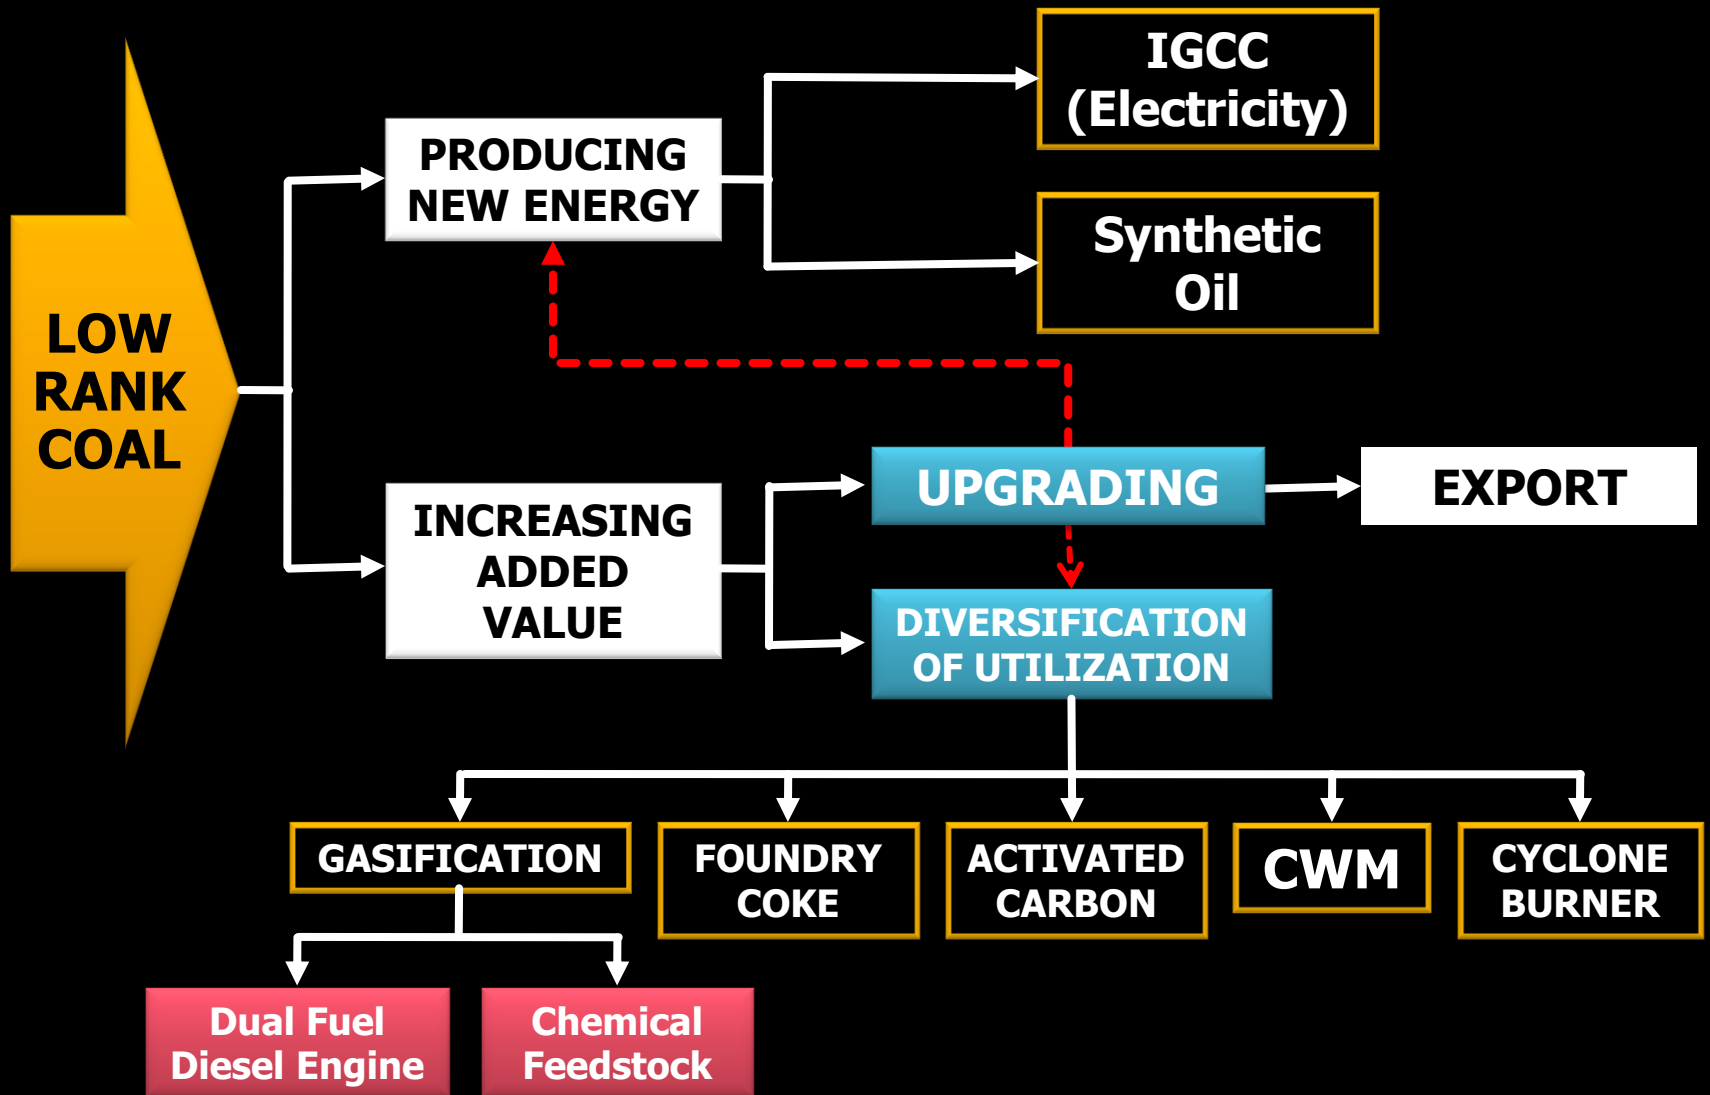 IGCC
(Electricity)
PRODUCING
NEW ENERGY
Synthetic
Oil
LOW
RANK
COAL
UPGRADING
EXPORT
INCREASING
ADDED
VALUE
DIVERSIFICATION
OF UTILIZATION
GASIFICATION
FOUNDRY
COKE
ACTIVATED
CARBON
CWM
CYCLONE
BURNER
Dual Fuel
Diesel Engine
Chemical
Feedstock